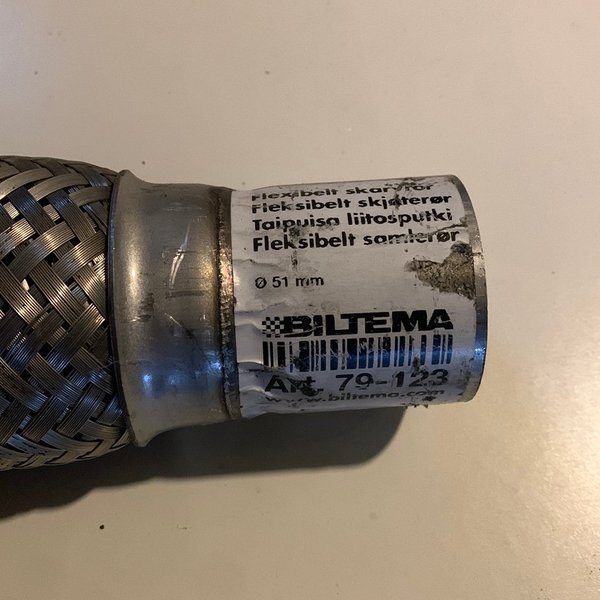 Flexibelt skarvrör
Fleksibelt skjøterør
Taipuisa liitosputki
Fleksibelt samlerør
Ø 51 mm
BILTEMA
Art. 79-123
www.biltema.com